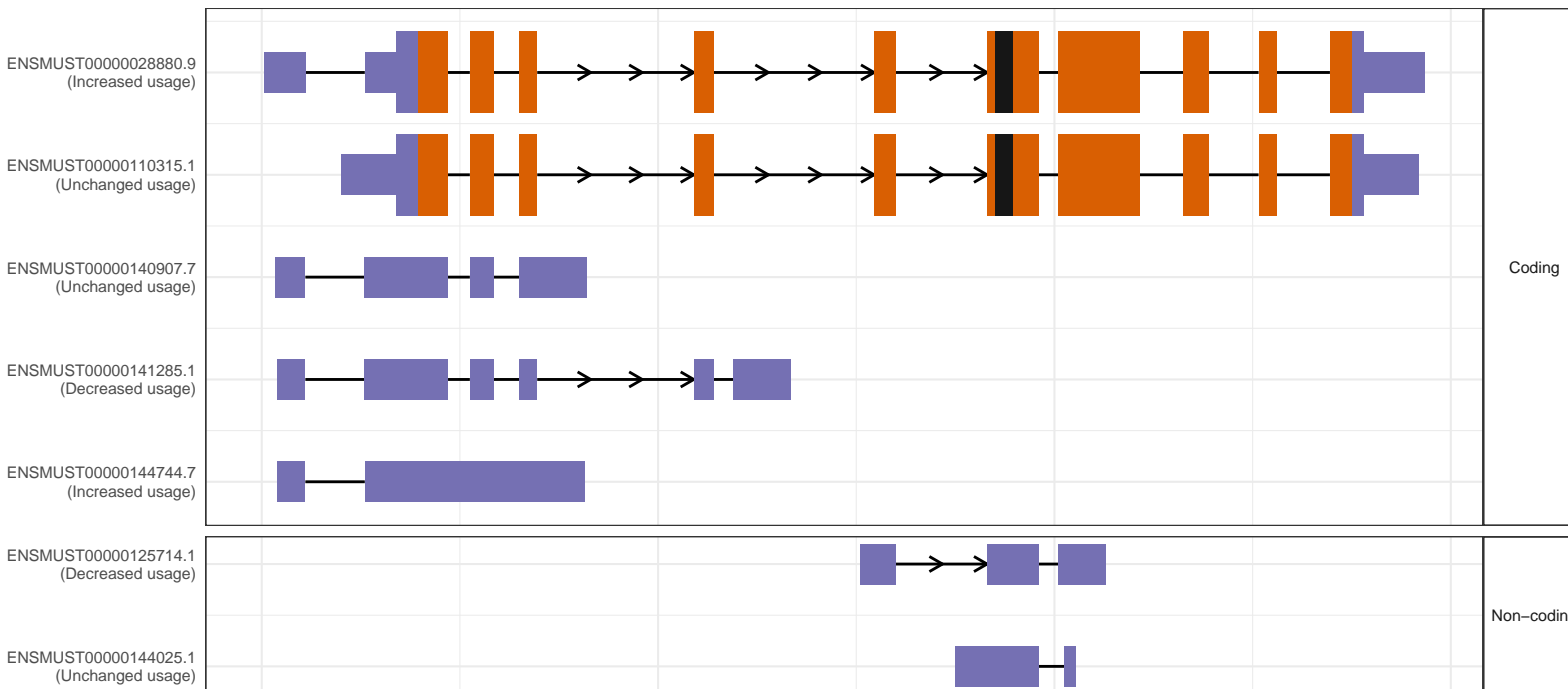 ENSMUST00000028880.9
(Increased usage)
ENSMUST00000110315.1
(Unchanged usage)
ENSMUST00000140907.7
(Unchanged usage)
Coding
ENSMUST00000141285.1
(Decreased usage)
ENSMUST00000144744.7
(Increased usage)
ENSMUST00000125714.1
(Decreased usage)
Non−codin
ENSMUST00000144025.1
(Unchanged usage)